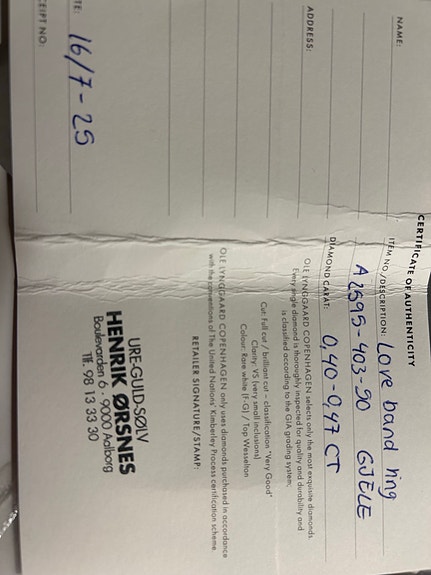 CERTIFICATE OF AUTHENTICITY
NAME:
ADDRESS:
TE: 16/7-25
CEIPT NO:
ITEM NO./DESCRIPTION: Love band ring
A2595-403-90 GJELE
DIAMOND CARAT: 0,40-0,47 CT
OLE LYNGGAARD COPENHAGEN selects only the most exquisite diamonds.
Every single diamond is thoroughly inspected for quality and durability and
is classified according to the GIA grading system;
Cut: Full cut / brilliant cut – classification "Very Good"
Clarity: VS (very small inclusions)
Colour: Rare white (F-G) / Top Wesselton
OLE LYNGGAARD COPENHAGEN only uses diamonds purchased in accordance
with the conventions of The United Nations' Kimberley Process certification scheme.
RETAILER SIGNATURE/STAMP:
URE-GULD-SØLV
HENRIK ØRSNES
Boulevarden 6 · 9000 Aalborg
Tlf. 98 13 33 30